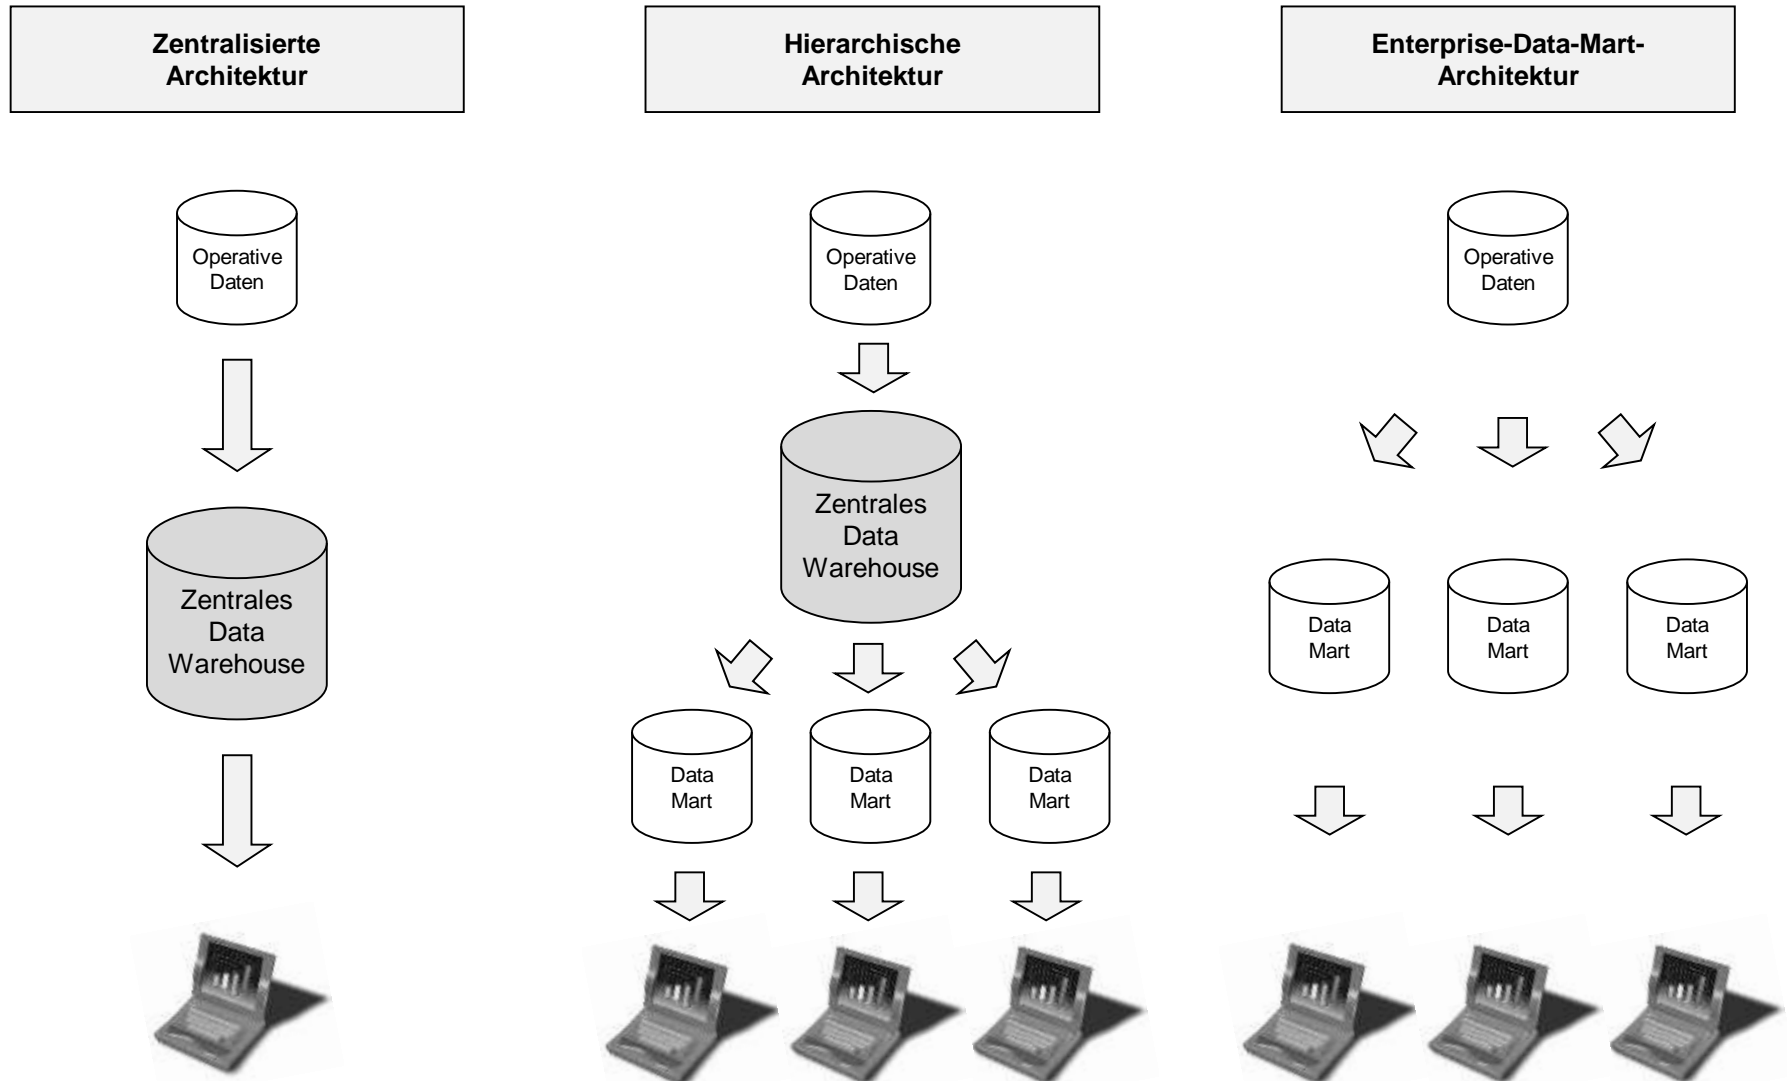 Zentralisierte
Architektur
Hierarchische
Architektur
Enterprise-Data-Mart-
Architektur
Operative
Daten
Operative
Daten
Operative
Daten
Zentrales
Data
Warehouse
Zentrales
Data
Warehouse
Data
Mart
Data
Mart
Data
Mart
Data
Mart
Data
Mart
Data
Mart